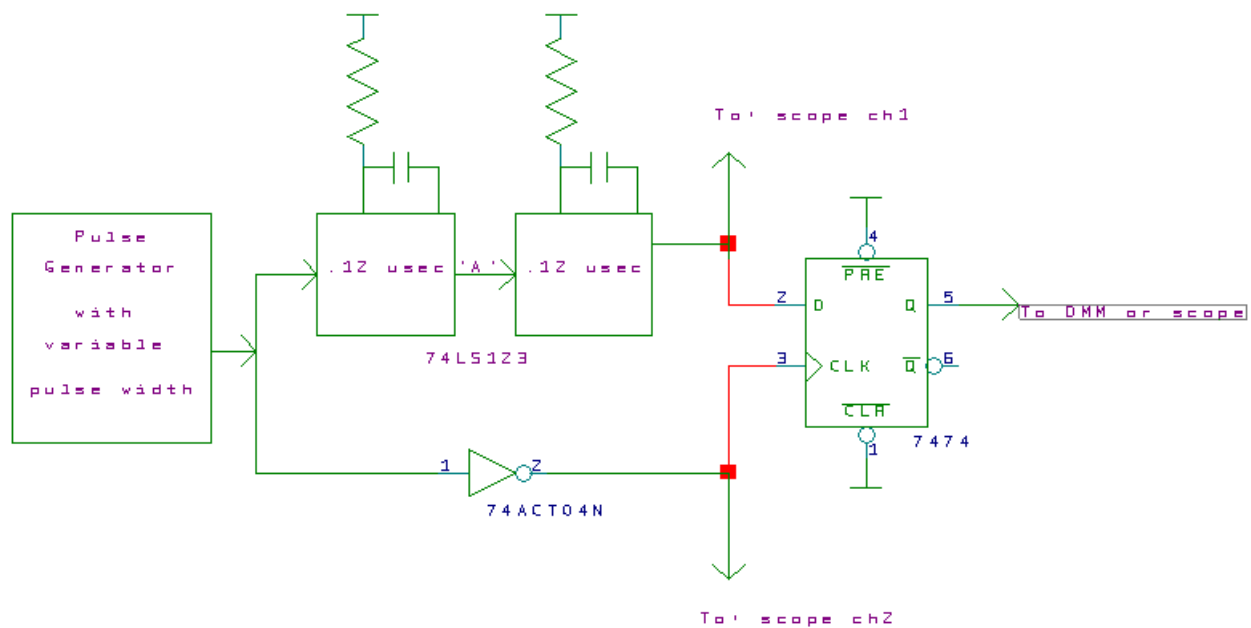 To' scope ch1
Pulse
Generator
with
variable
pulse width
.12 usec
'A'
.12 usec
74LS123
4
PRE
2
D
Q
5
To DMM or scope
3
CLK
Q
6
CLR
1
7474
1
2
74ACT04N
To' scope ch2